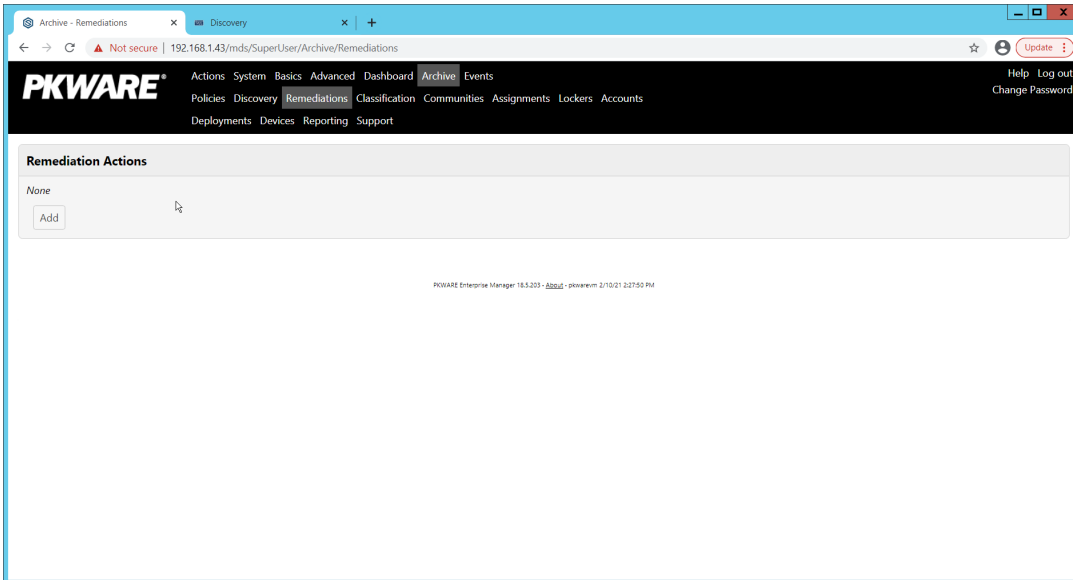 Archive - Remediations
Discovery
Not secure | 192.168.1.43/mds/SuperUser/Archive/Remediations
Update
PKWARE®
Actions System Basics Advanced Dashboard Archive Events
Help Log out
Policies Discovery Remediations Classification Communities Assignments Lockers Accounts
Change Password
Deployments Devices Reporting Support
Remediation Actions
None
Add
PKWARE Enterprise Manager 18.5.203 - About - pkwarevm 2/10/21 2:27:50 PM